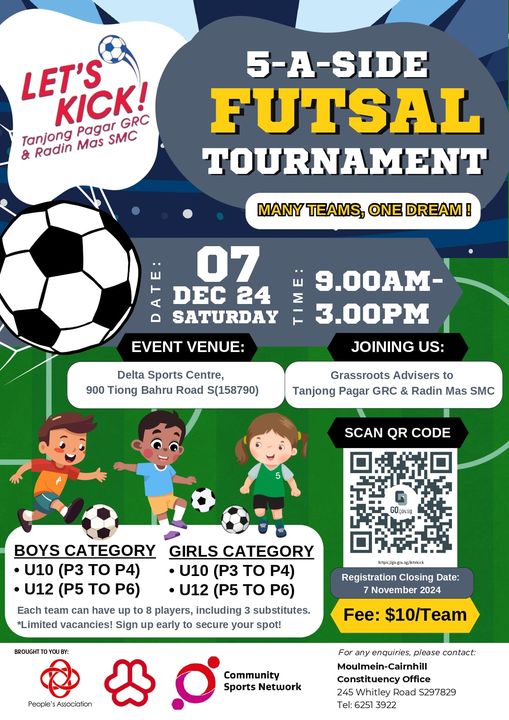 LET'S
KICK!
Tanjong Pagar GRC
& Radin Mas SMC
5-A-SIDE
FUTSAL
TOURNAMENT
MANY TEAMS, ONE DREAM !
DATE:
07
DEC 24
SATURDAY
TIME:
9.00AM-
3.00PM
EVENT VENUE:
Delta Sports Centre,
900 Tiong Bahru Road S(158790)
JOINING US:
Grassroots Advisers to
Tanjong Pagar GRC & Radin Mas SMC
SCAN QR CODE
GO.gov.sg
5
BOYS CATEGORY
• U10 (P3 TO P4)
• U12 (P5 TO P6)
GIRLS CATEGORY
• U10 (P3 TO P4)
• U12 (P5 TO P6)
Each team can have up to 8 players, including 3 substitutes.
*Limited vacancies! Sign up early to secure your spot!
Registration Closing Date:
7 November 2024
Fee: $10/Team
BROUGHT TO YOU BY:
People's Association
Community
Sports Network
For any enquiries, please contact:
Moulmein-Cairnhill
Constituency Office
245 Whitley Road S297829
Tel: 6251 3922